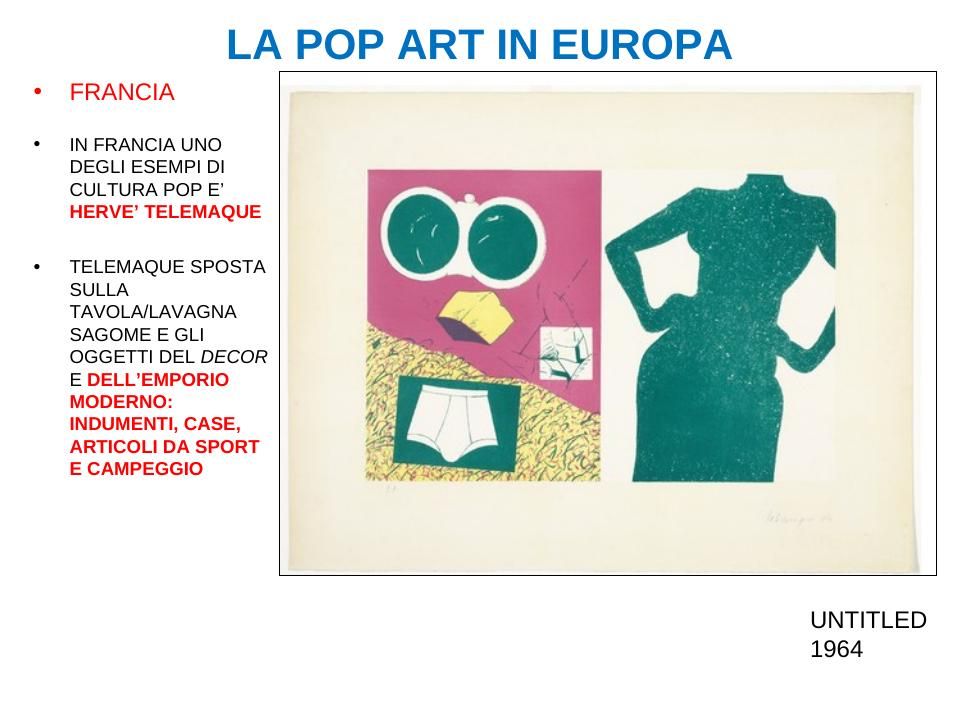 LA POP ART IN EUROPA
• FRANCIA
• IN FRANCIA UNO
DEGLI ESEMPI DI
CULTURA POP E’
HERVE’ TELEMAQUE
• TELEMAQUE SPOSTA
SULLA
TAVOLA/LAVAGNA
SAGOME E GLI
OGGETTI DEL DECOR
E DELL’EMPORIO
MODERNO:
INDUMENTI, CASE,
ARTICOLI DA SPORT
E CAMPEGGIO
UNTITLED
1964